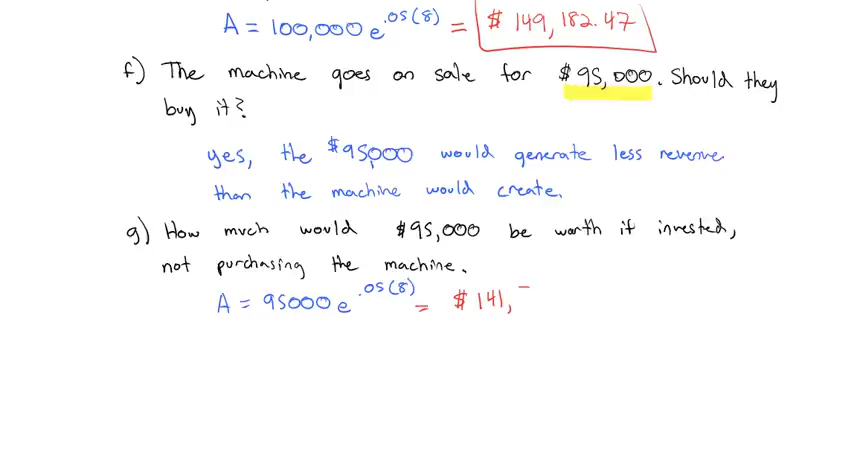 A = 100,000 e^.05(8) = $149,182.47
f) The machine goes on sale for $95,000. Should they
buy it?
yes, the $95,000 would generate less revenue
than the machine would create.
g) How much would $95,000 be worth if invested,
not purchasing the machine.
A = 95000 e^.05(8) = $141,